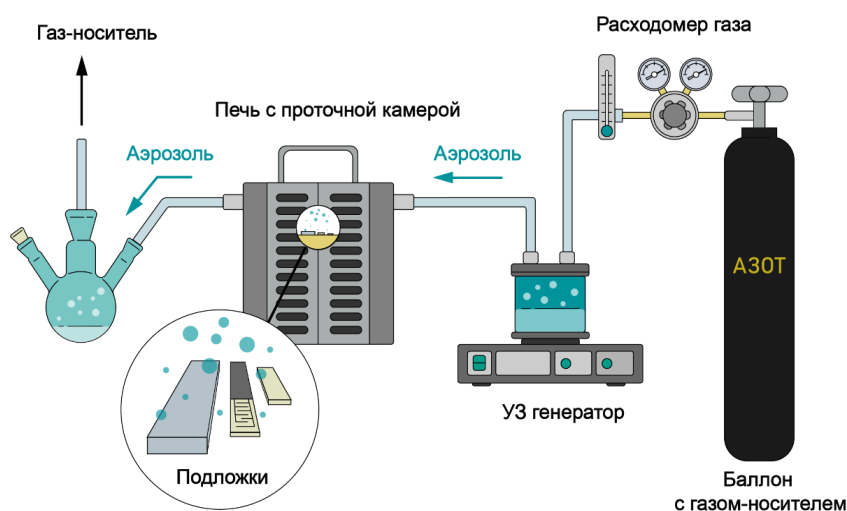 Газ-носитель
Расходомер газа
Печь с проточной камерой
Аэрозоль
Аэрозоль
АЗОТ
УЗ генератор
Подложки
Баллон
с газом-носителем